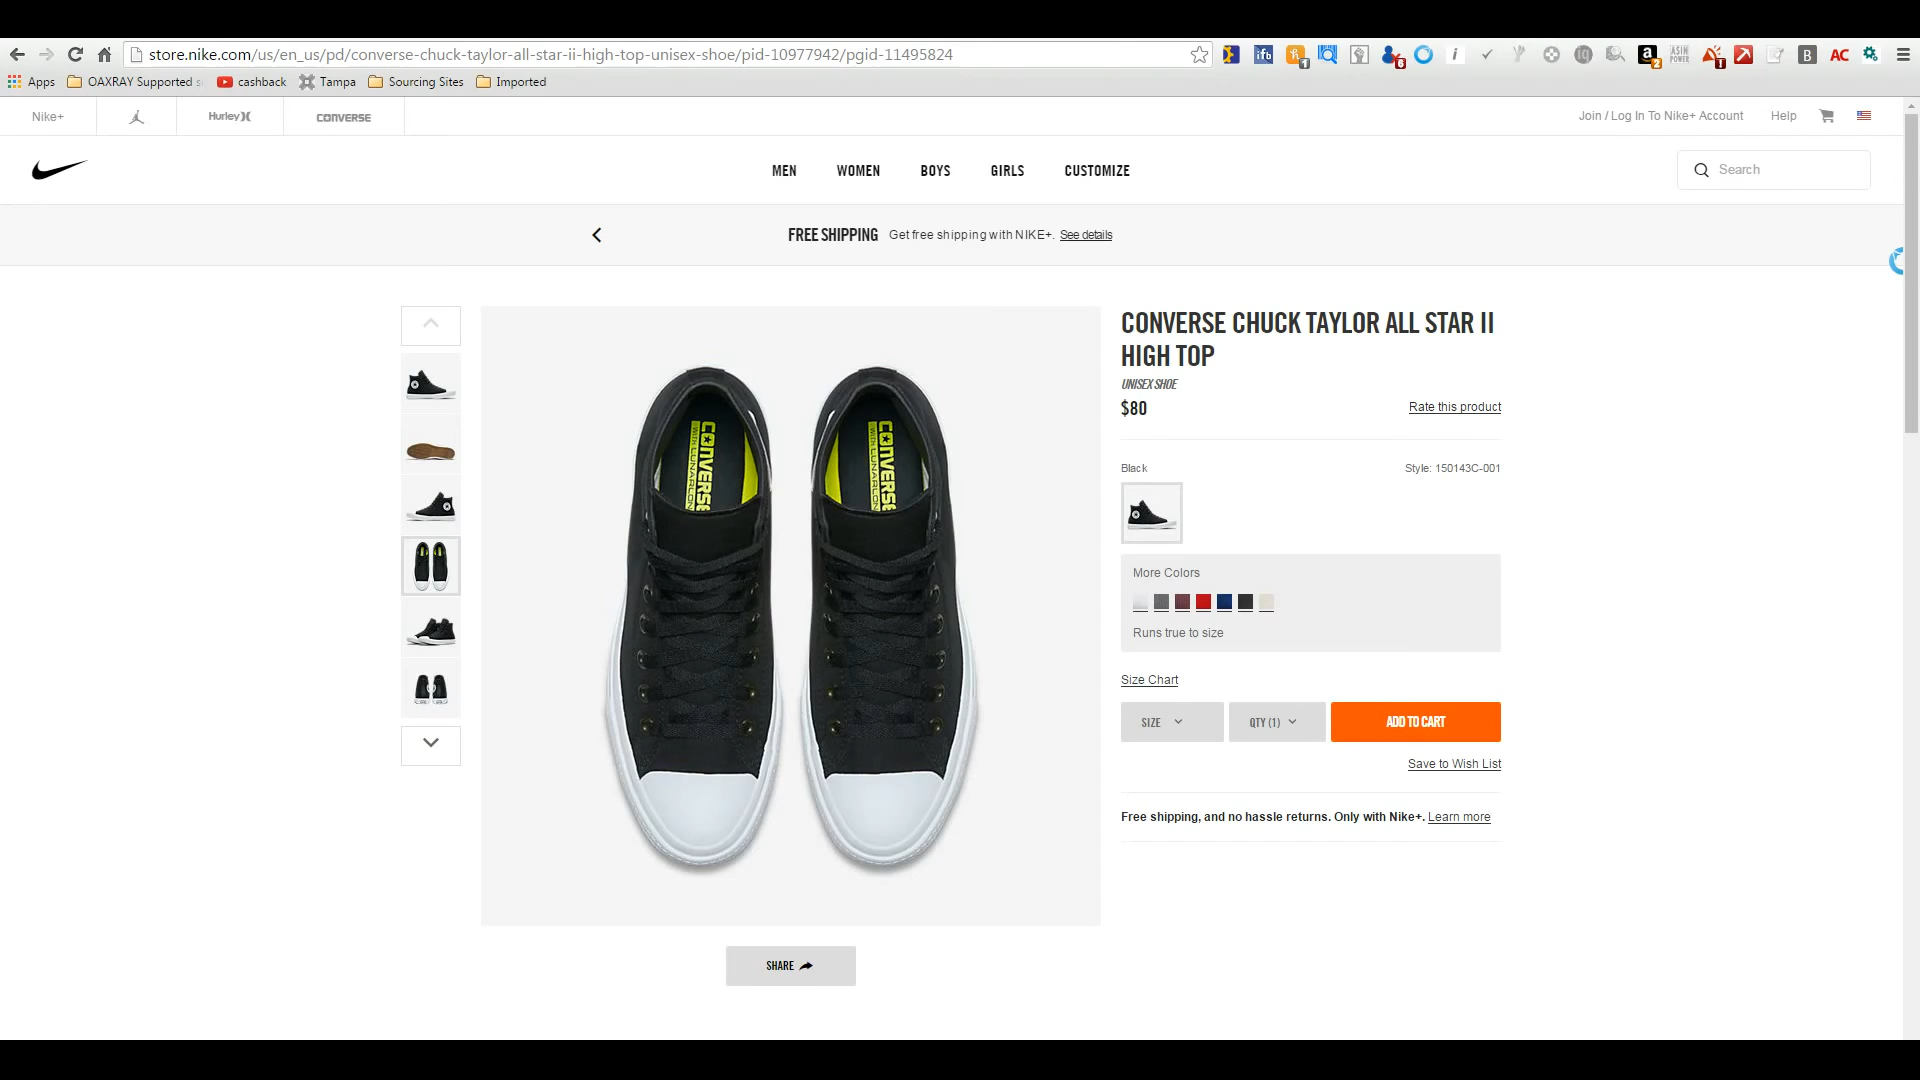 store.nike.com/us/en_us/pd/converse-chuck-taylor-all-star-ii-high-top-unisex-shoe/pid-10977942/pgid-11495824
Apps OAXRAY Supported s cashback Tampa Sourcing Sites Imported
Nike+ Hurley CONVERSE Join / Log In To Nike+ Account Help
MEN WOMEN BOYS GIRLS CUSTOMIZE Search
FREE SHIPPING Get free shipping with NIKE+. See details
CONVERSE CHUCK TAYLOR ALL STAR II
HIGH TOP
UNISEX SHOE
$80 Rate this product
Black Style: 150143C-001
CONVERSE
WITH LUNARLON
CONVERSE
WITH LUNARLON
More Colors
Runs true to size
Size Chart
SIZE QTY (1) ADD TO CART
Save to Wish List
Free shipping, and no hassle returns. Only with Nike+. Learn more
SHARE